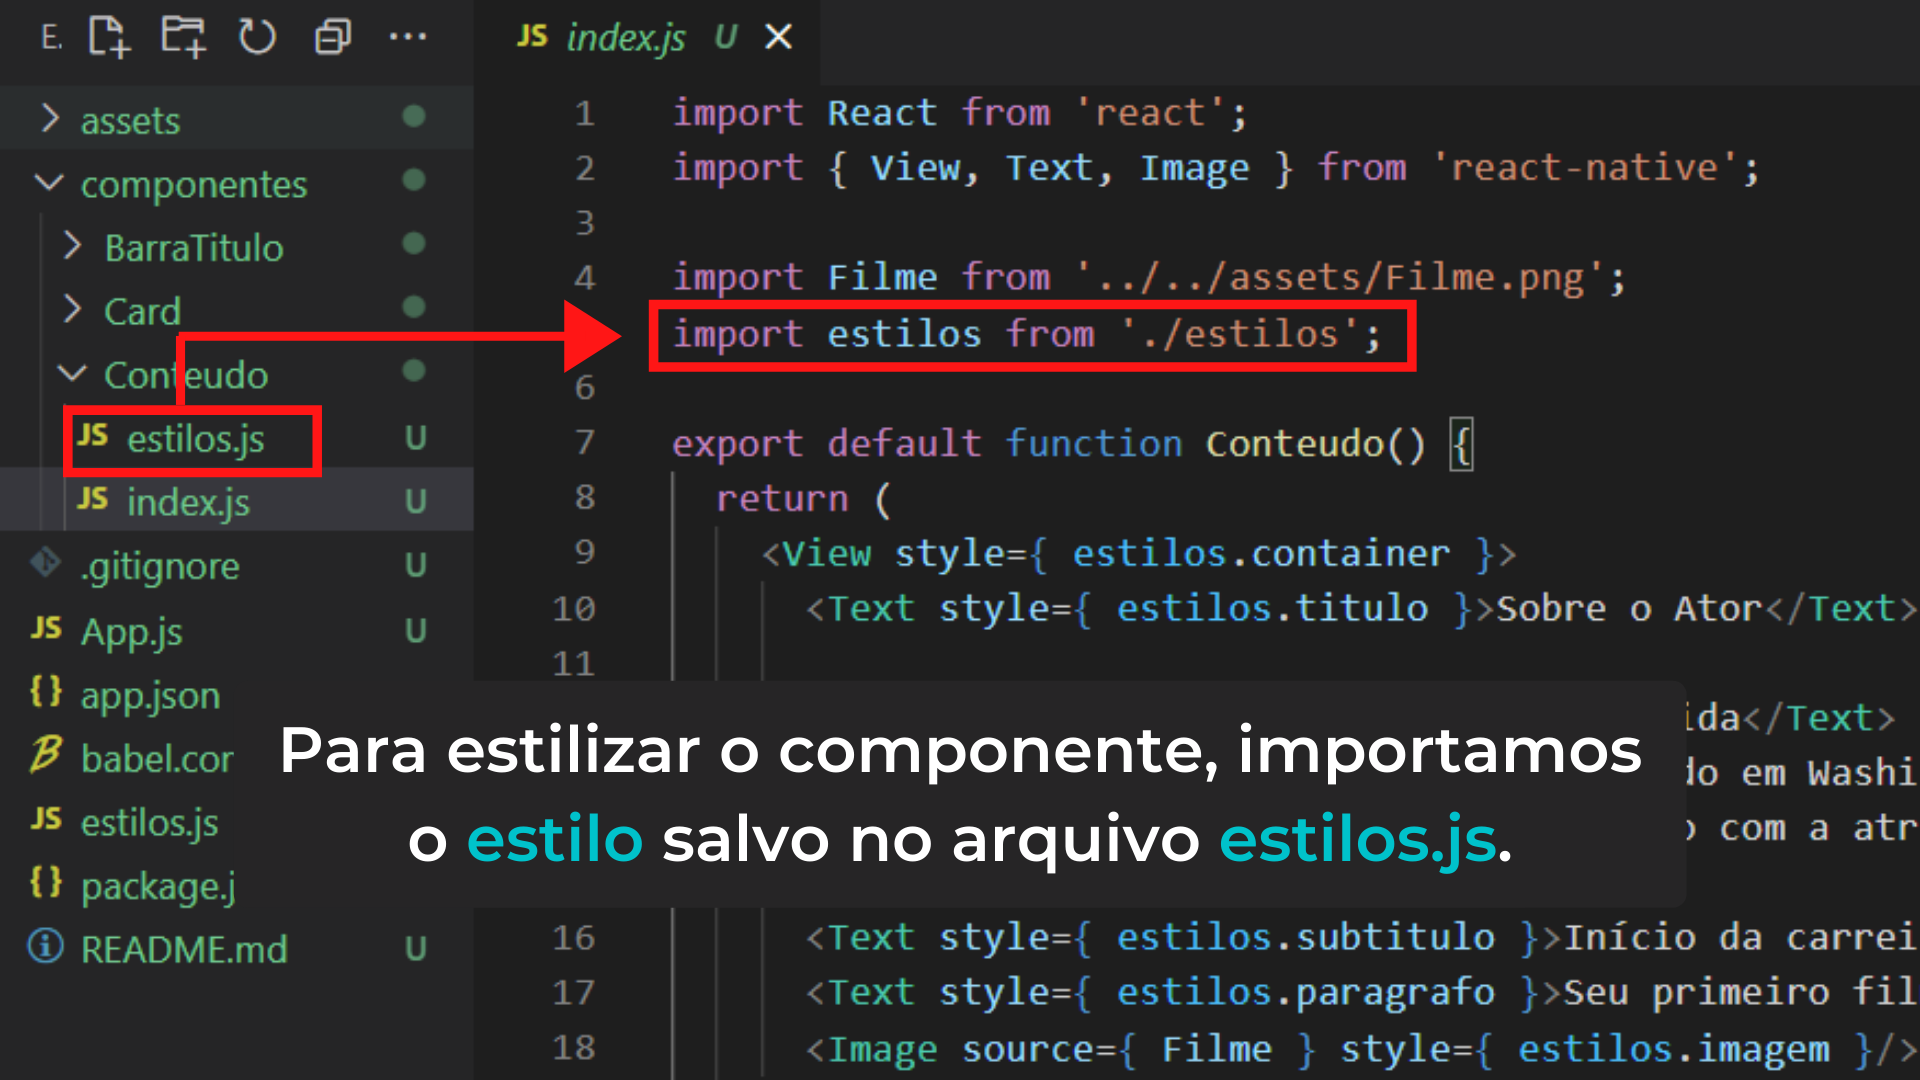 E.
JS index.js U
assets
componentes
BarraTitulo
Card
Conteudo
JS estilos.js U
JS index.js U
.gitignore U
JS App.js U
{} app.json
babel.cor
JS estilos.js
{} package.j
README.md U
1 import React from 'react';
2 import { View, Text, Image } from 'react-native';
3
4 import Filme from '../../assets/Filme.png';
import estilos from './estilos';
6
7 export default function Conteudo() {
8 return (
9 <View style={ estilos.container }>
10 <Text style={ estilos.titulo }>Sobre o Ator</Text>
11
ida</Text>
do em Washi
o com a atr
Para estilizar o componente, importamos
o estilo salvo no arquivo estilos.js.
16 <Text style={ estilos.subtitulo }>Início da carrei
17 <Text style={ estilos.paragrafo }>Seu primeiro fil
18 <Image source={ Filme } style={ estilos.imagem }/>